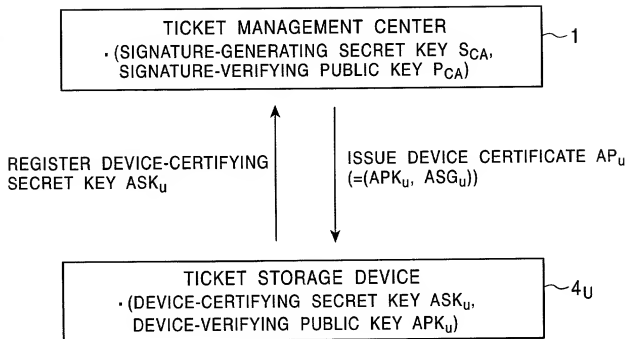 TICKET MANAGEMENT CENTER
· (SIGNATURE-GENERATING SECRET KEY SCA,
SIGNATURE-VERIFYING PUBLIC KEY PCA)
1
REGISTER DEVICE-CERTIFYING
SECRET KEY ASKu
ISSUE DEVICE CERTIFICATE APu
(=(APKu, ASGu))
TICKET STORAGE DEVICE
· (DEVICE-CERTIFYING SECRET KEY ASKu,
DEVICE-VERIFYING PUBLIC KEY APKu)
4U